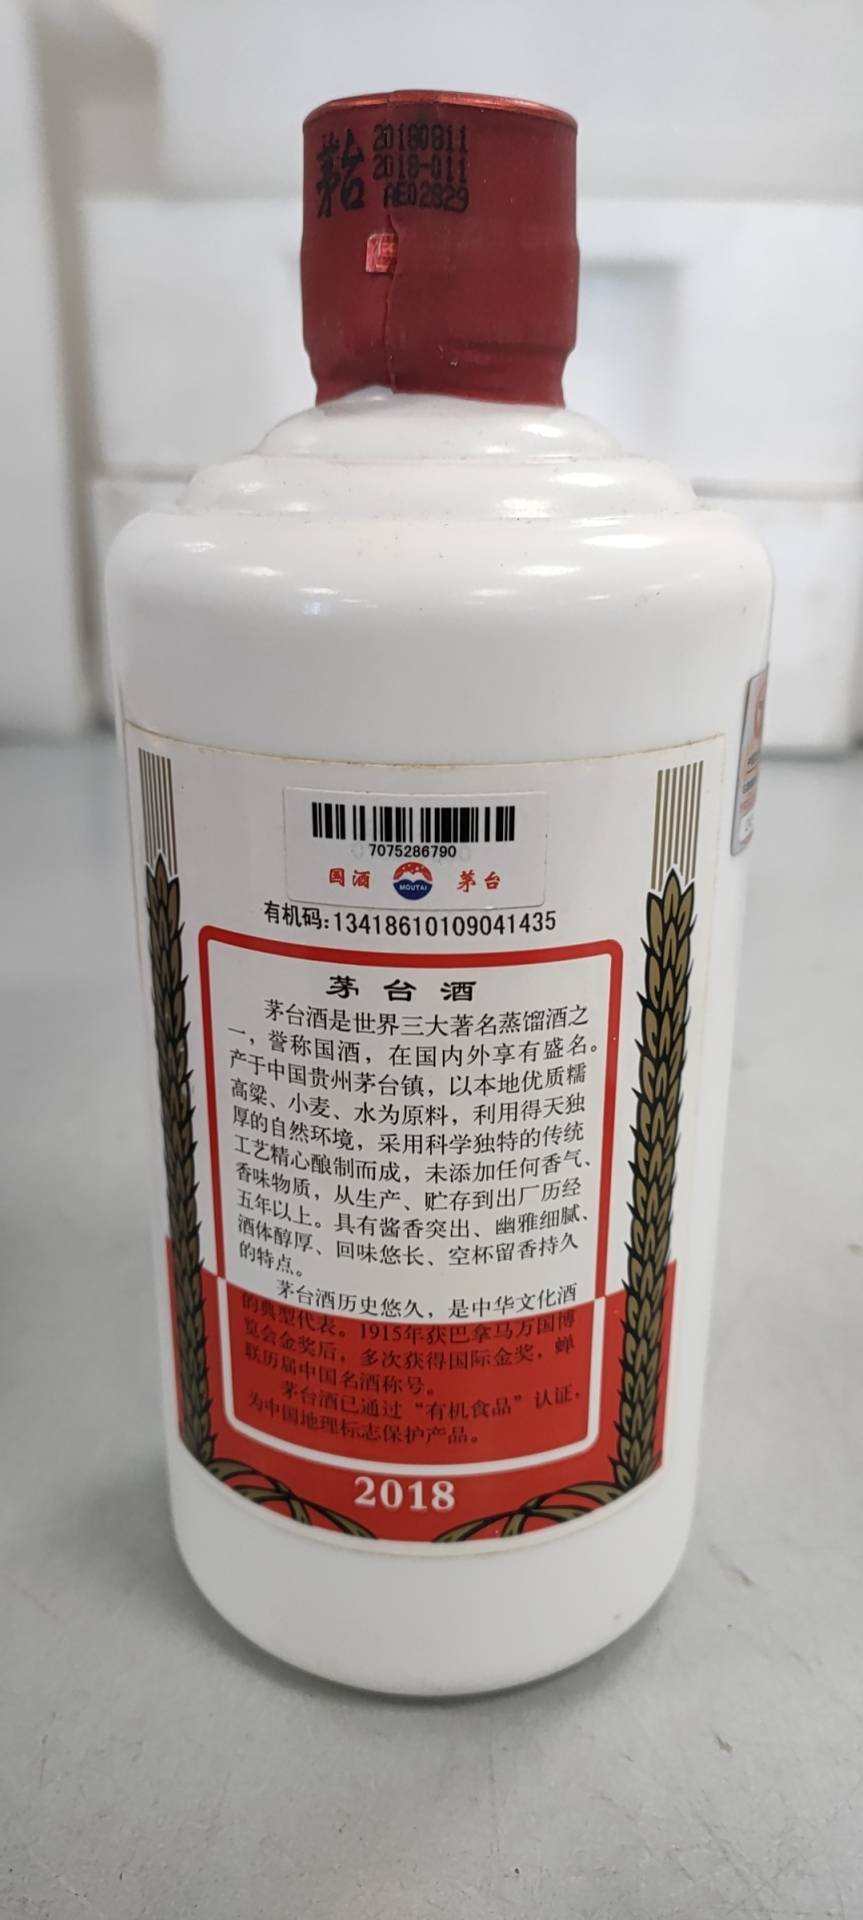 茅台
20180811
2018-011
AE02829
7075286790
国酒 MOUTAI 茅台
有机码:13418610109041435
茅台酒
茅台酒是世界三大著名蒸馏酒之
一，誉称国酒，在国内外享有盛名。
产于中国贵州茅台镇，以本地优质糯
高粱、小麦、水为原料，利用得天独
厚的自然环境，采用科学独特的传统
工艺精心酿制而成，未添加任何香气、
香味物质，从生产、贮存到出厂历经
五年以上。具有酱香突出、幽雅细腻、
酒体醇厚、回味悠长、空杯留香持久
的特点。
茅台酒历史悠久，是中华文化酒
的典型代表。1915年获巴拿马万国博
览会金奖后，多次获得国际金奖，蝉
联历届中国名酒称号。
茅台酒已通过“有机食品”认证，
为中国地理标志保护产品。
2018